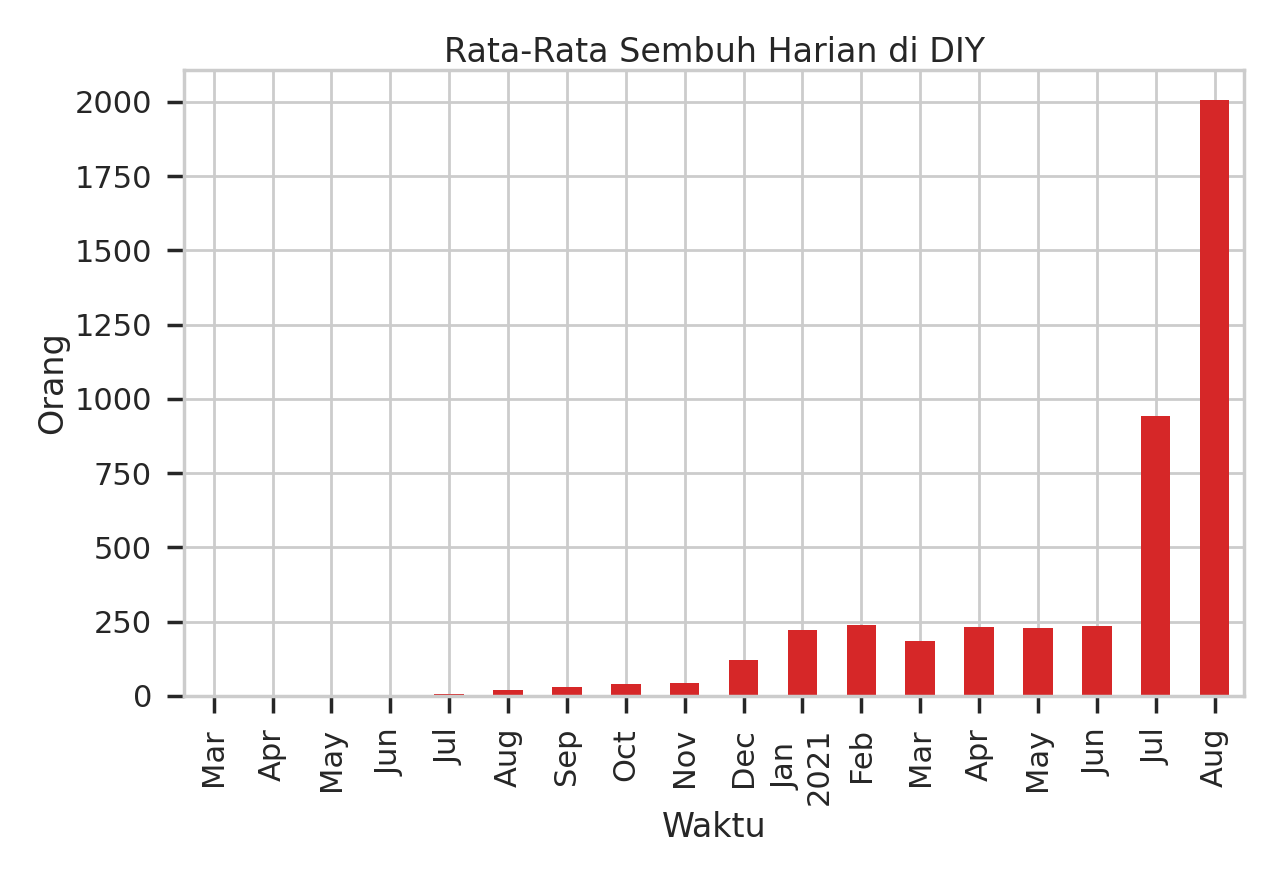 Rata-Rata Sembuh Harian di DIY
2000
1750
1500
1250
1000
750
500
250
0
Orang
Mar
Apr
May
Jun
Jul
Aug
Sep
Oct
Nov
Dec
Jan
2021
Feb
Mar
Apr
May
Jun
Jul
Aug
Waktu